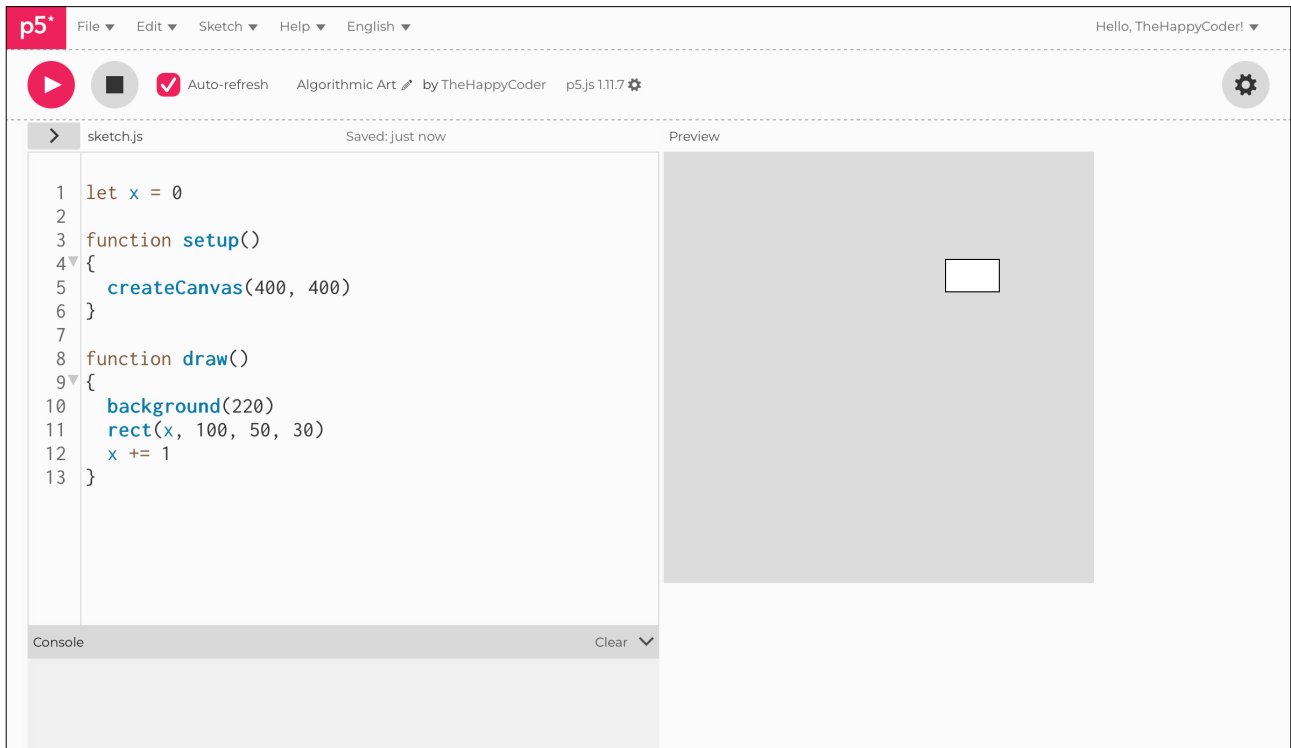 p5* File Edit Sketch Help English Hello, TheHappyCoder!
Auto-refresh Algorithmic Art by TheHappyCoder p5.js 1.11.7
sketch.js Saved: just now Preview
1 let x = 0
2
3 function setup()
4 {
5 createCanvas(400, 400)
6 }
7
8 function draw()
9 {
10 background(220)
11 rect(x, 100, 50, 30)
12 x += 1
13 }
Console Clear